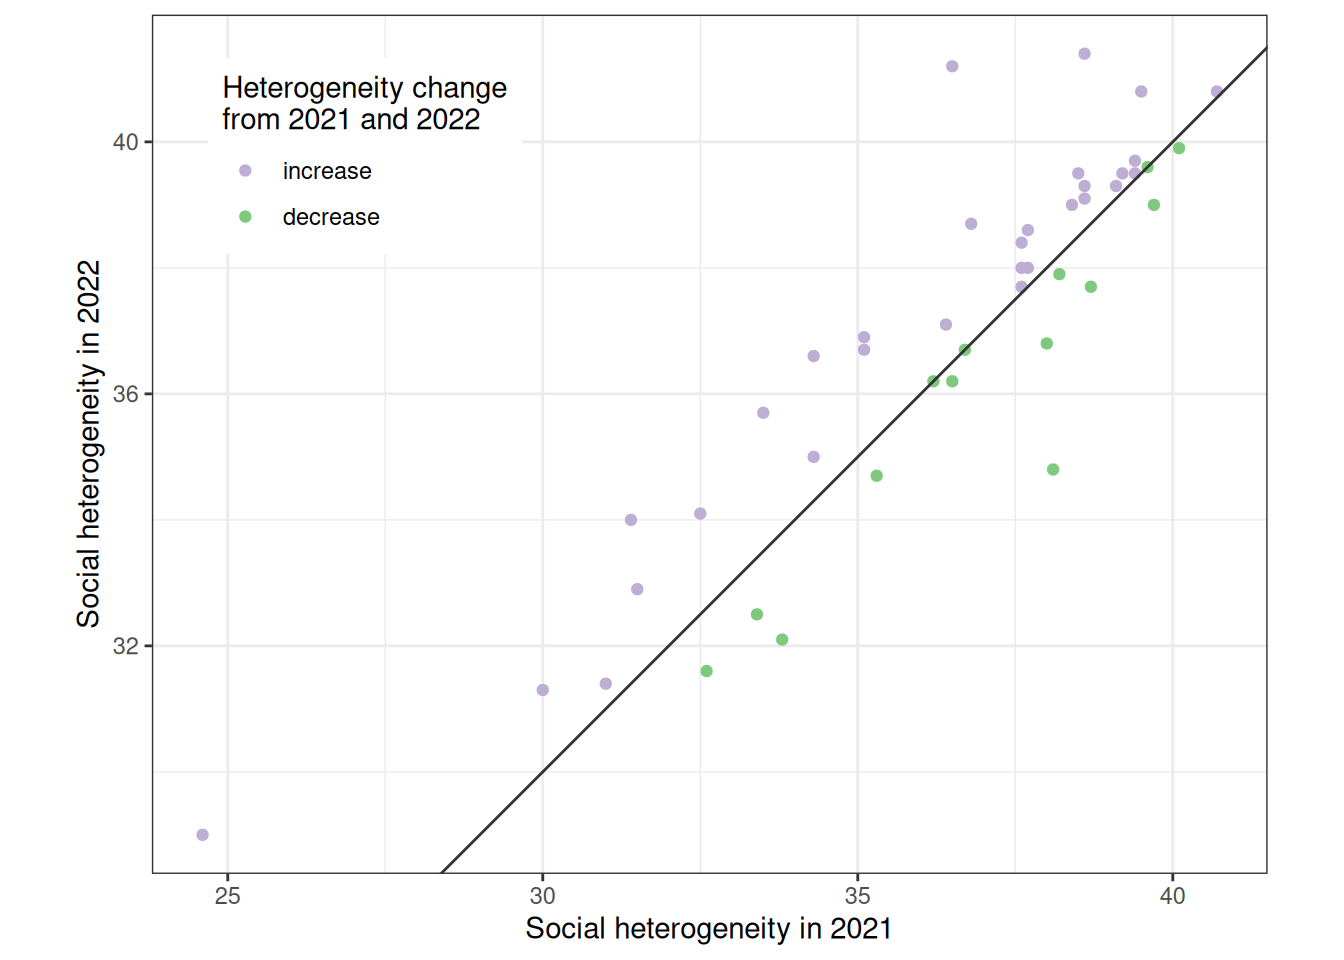 Heterogeneity change
from 2021 and 2022
increase
decrease
Social heterogeneity in 2022
40
36
32
25
30
35
40
Social heterogeneity in 2021